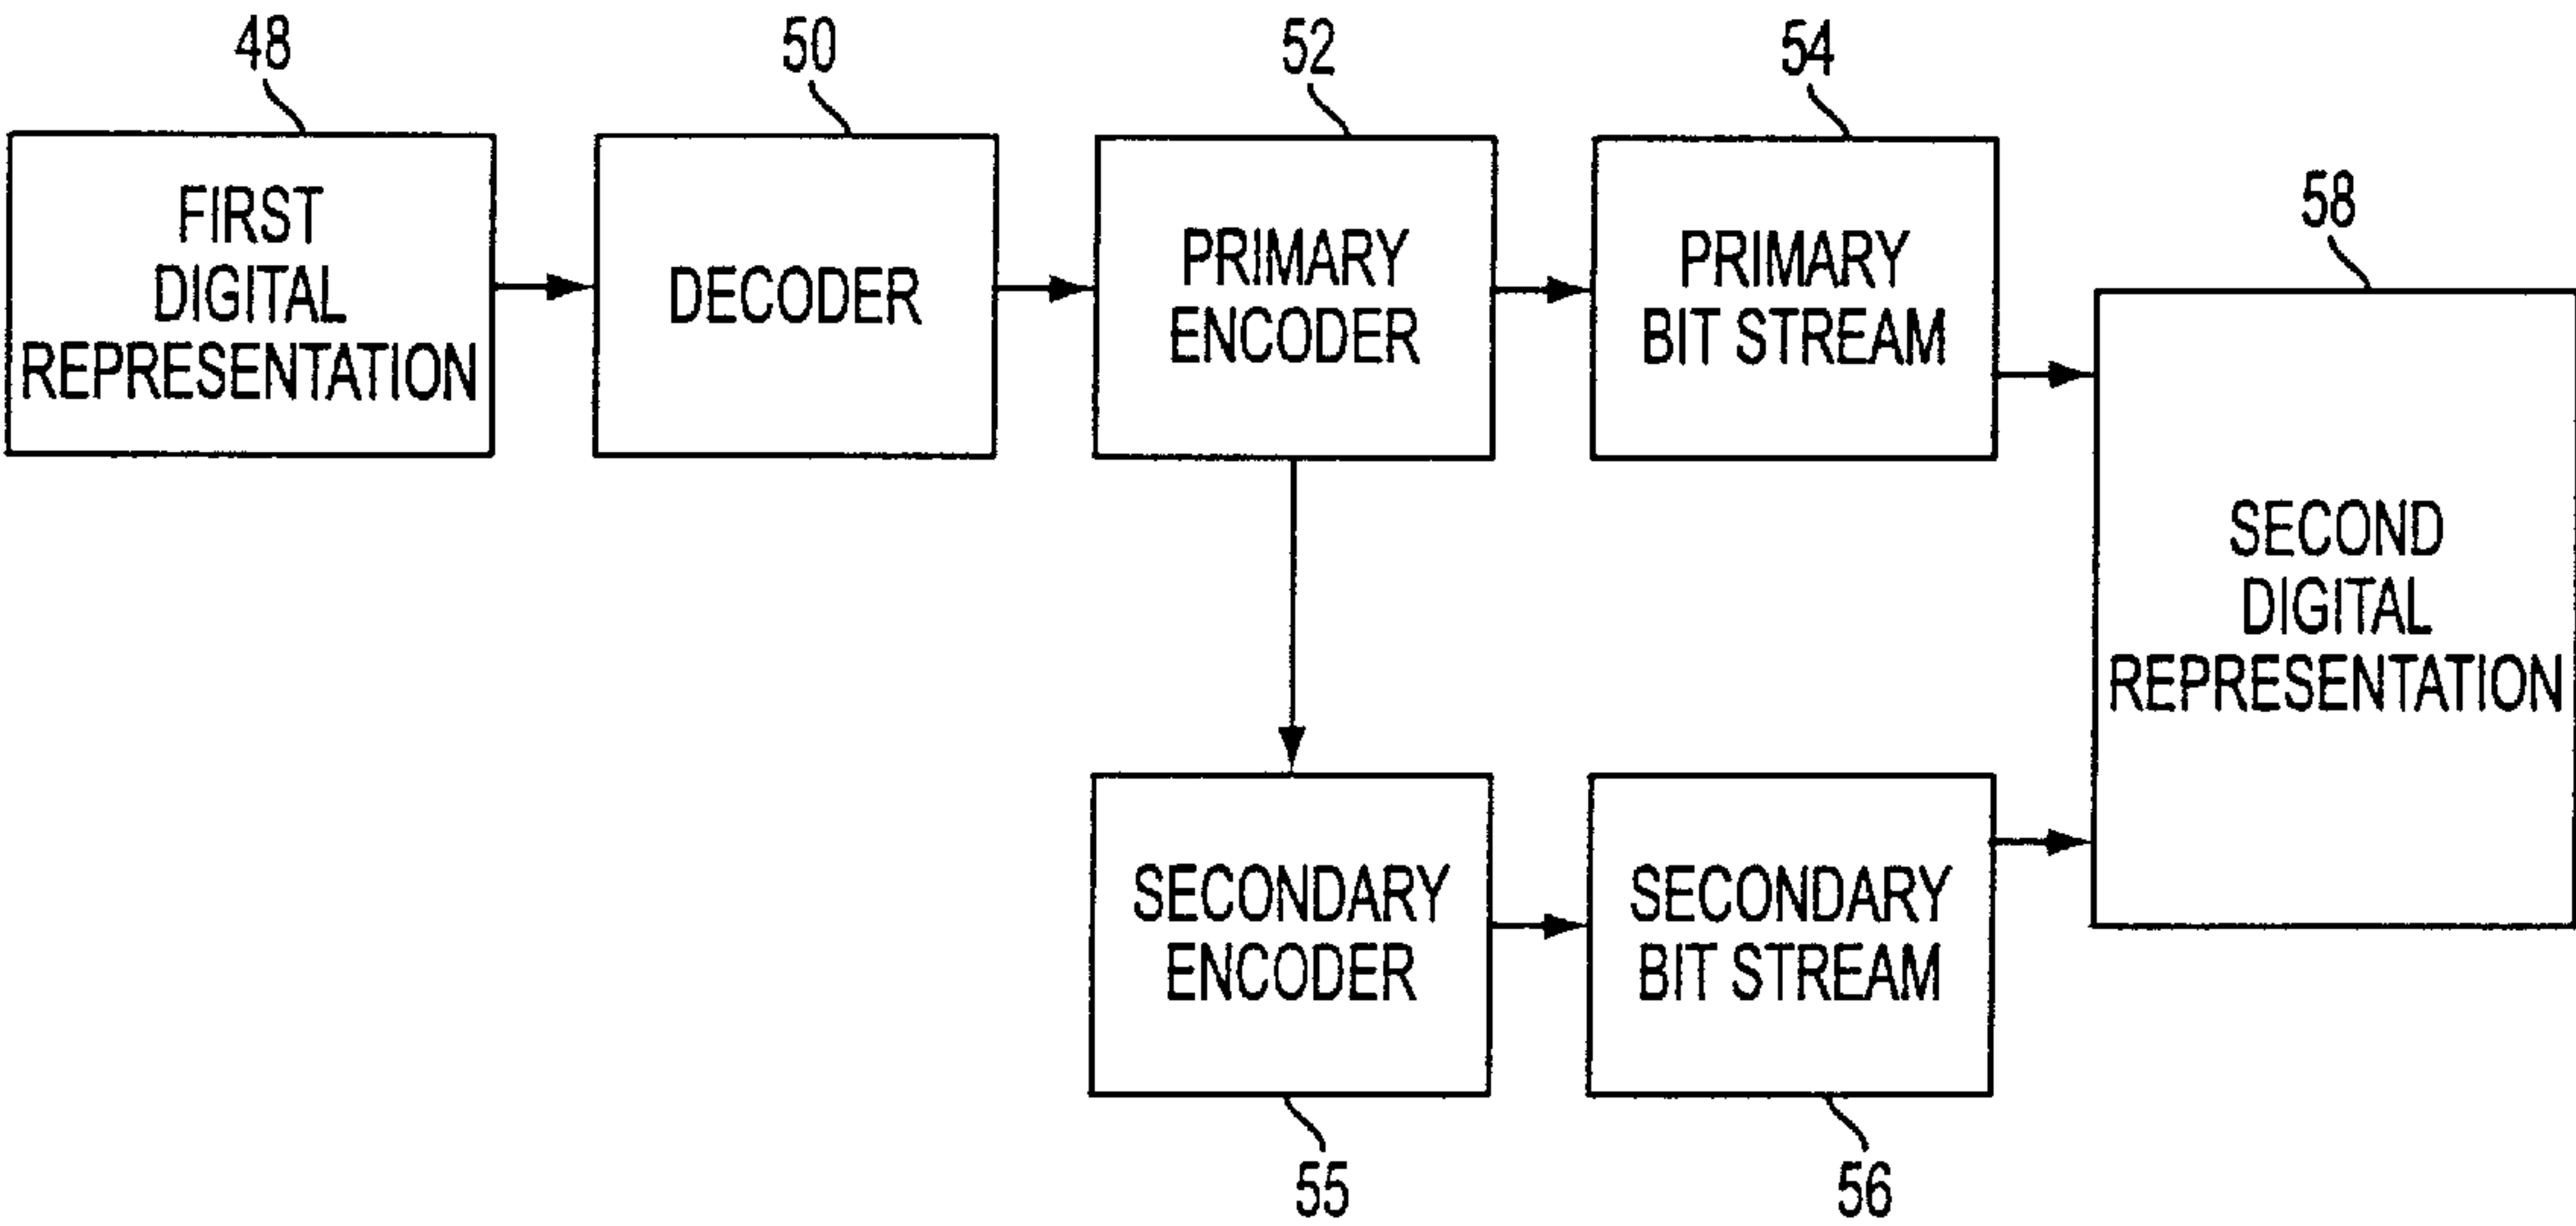 48
50
52
54
58
FIRST
DIGITAL
REPRESENTATION
DECODER
PRIMARY
ENCODER
PRIMARY
BIT STREAM
SECOND
DIGITAL
REPRESENTATION
SECONDARY
ENCODER
SECONDARY
BIT STREAM
55
56